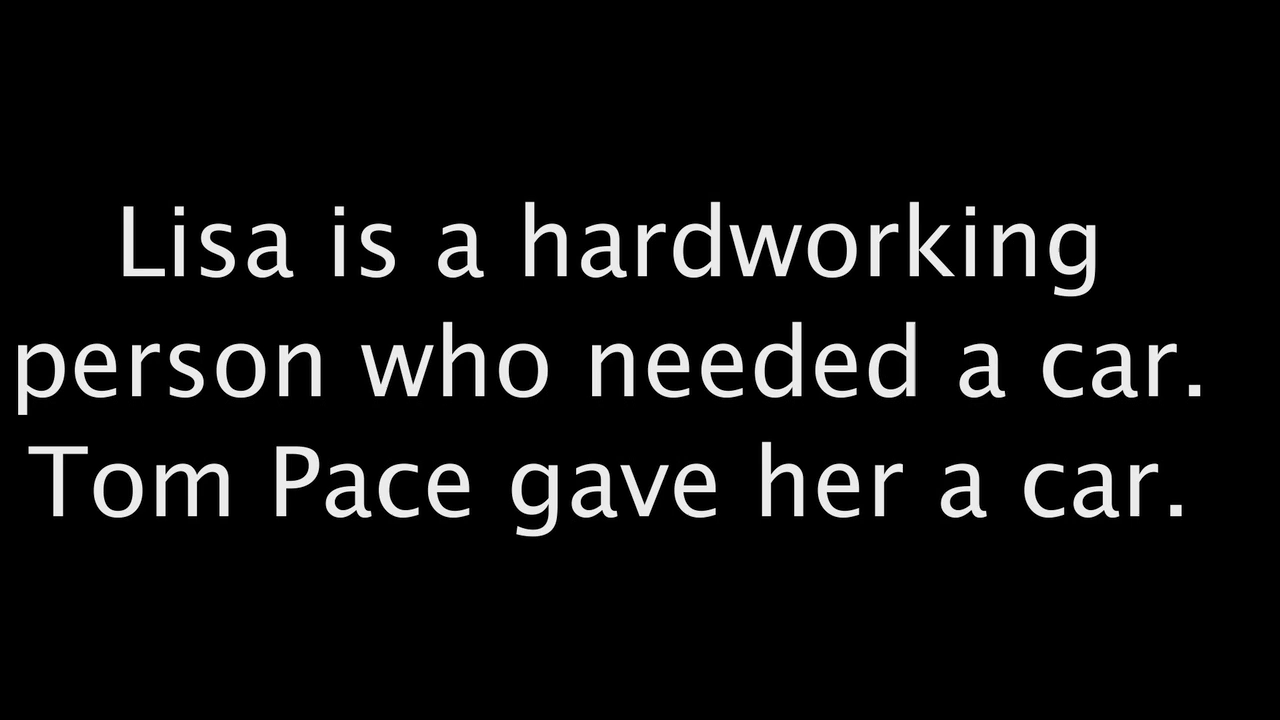 Lisa is a hardworking
person who needed a car.
Tom Pace gave her a car.